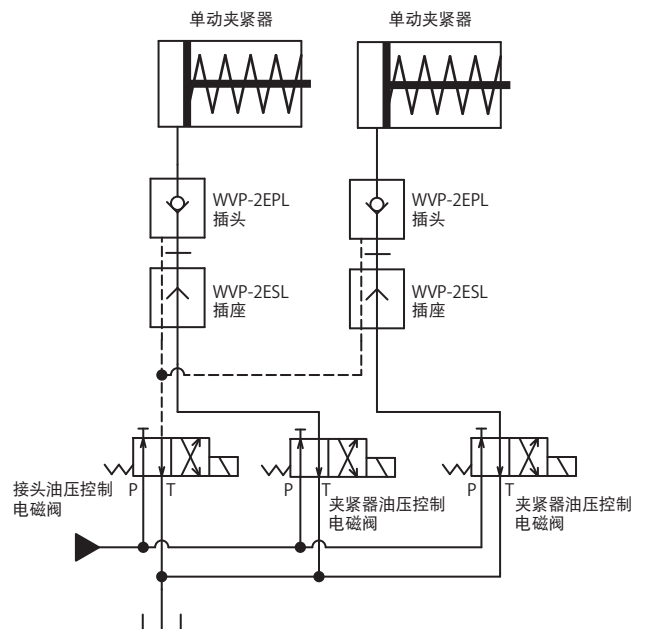 单动夹紧器
单动夹紧器
WVP-2EPL
插头
WVP-2EPL
插头
WVP-2ESL
插座
WVP-2ESL
插座
接头油压控制
电磁阀
P T
P T
夹紧器油压控制
电磁阀
P T
夹紧器油压控制
电磁阀